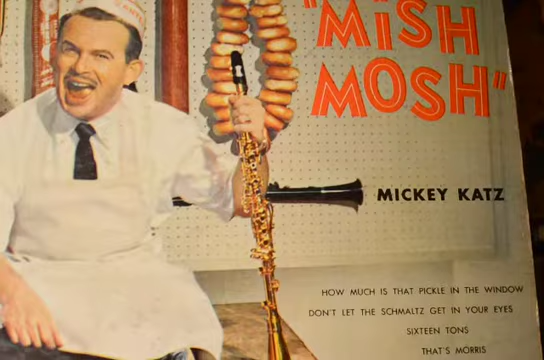 "MISH
MOSH"
MICKEY KATZ
HOW MUCH IS THAT PICKLE IN THE WINDOW
DON'T LET THE SCHMALTZ GET IN YOUR EYES
SIXTEEN TONS
THAT'S MORRIS